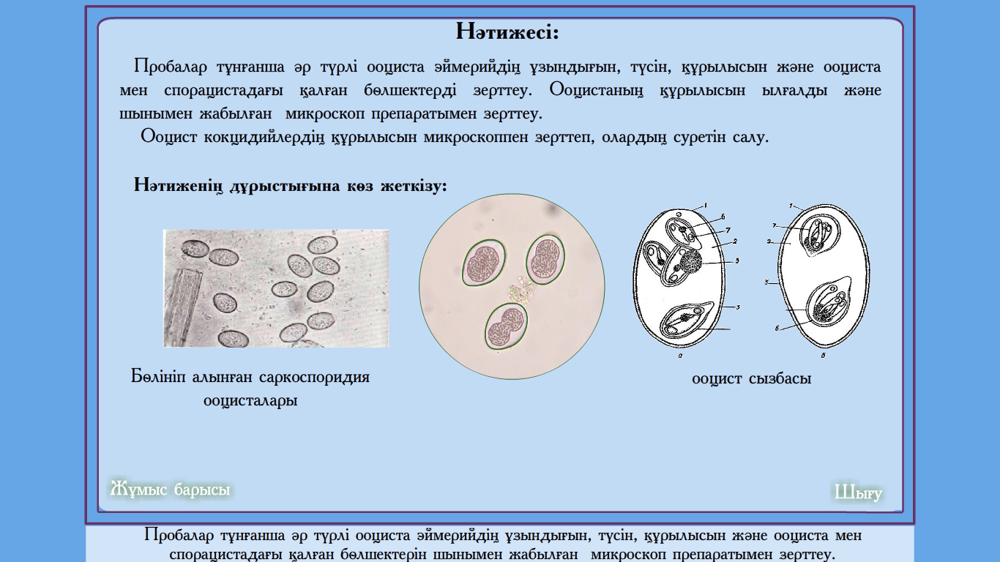 Нәтижесі:
Пробалар тұнғанша әр түрлі ооциста эймерийдің ұзындығын, түсін, құрылысын және ооциста
мен спорацистадағы қалған бөлшектерді зерттеу. Ооцистаның құрылысын ылғалды және
шынымен жабылған микроскоп препаратымен зерттеу.
Ооцист кокцидийлердің құрылысын микроскоппен зерттеп, олардың суретін салу.
Нәтиженің дұрыстығына көз жеткізу:
1
6
7
2
5
3
а
1
7
2
3
6
б
Бөлініп алынған саркоспоридия
ооцисталары
ооцист сызбасы
Жұмыс барысы
Шығу
Пробалар тұнғанша әр түрлі ооциста эймерийдің ұзындығын, түсін, құрылысын және ооциста мен
спорацистадағы қалған бөлшектерін шынымен жабылған микроскоп препаратымен зерттеу.